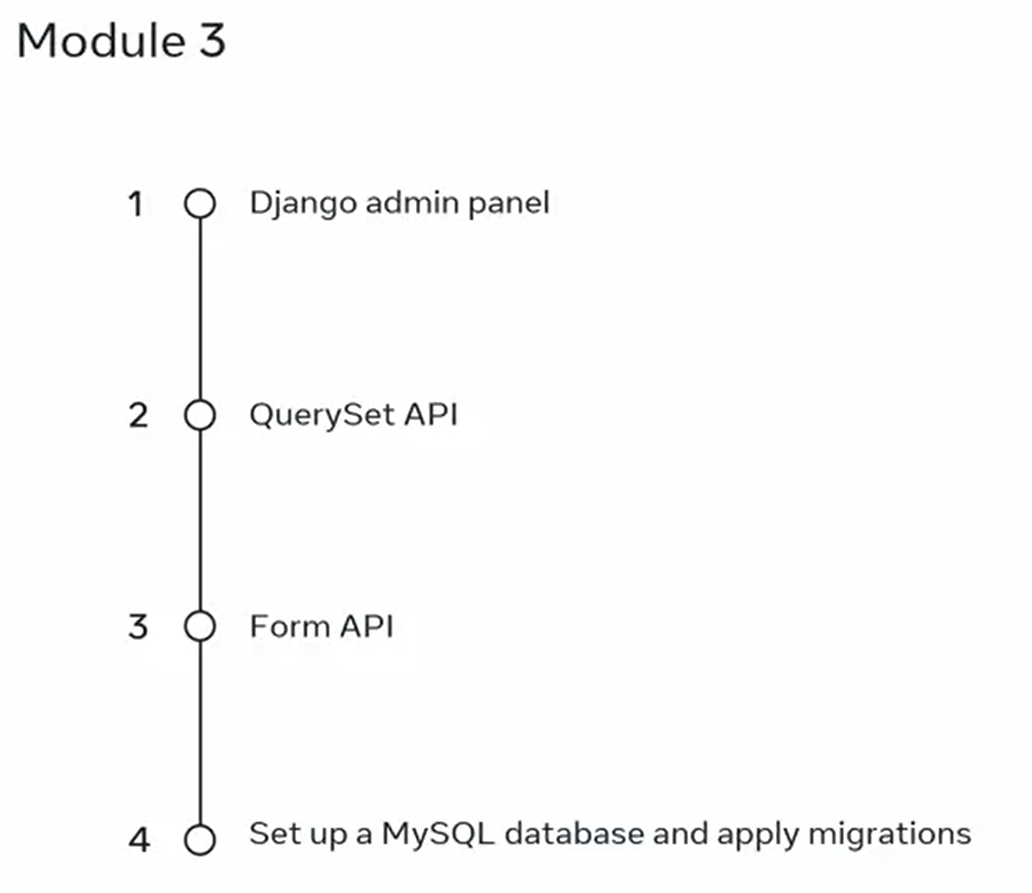 Module 3
1 Django admin panel
2 QuerySet API
3 Form API
4 Set up a MySQL database and apply migrations